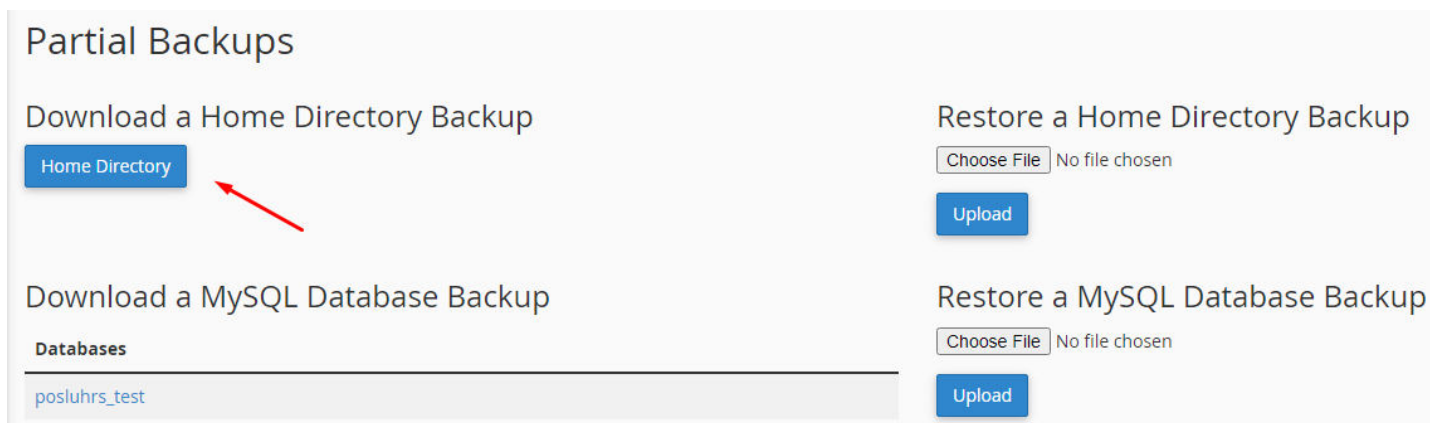 Partial Backups
Download a Home Directory Backup
Home Directory
Restore a Home Directory Backup
Choose File No file chosen
Upload
Download a MySQL Database Backup
Databases
posluhrs_test
Restore a MySQL Database Backup
Choose File No file chosen
Upload